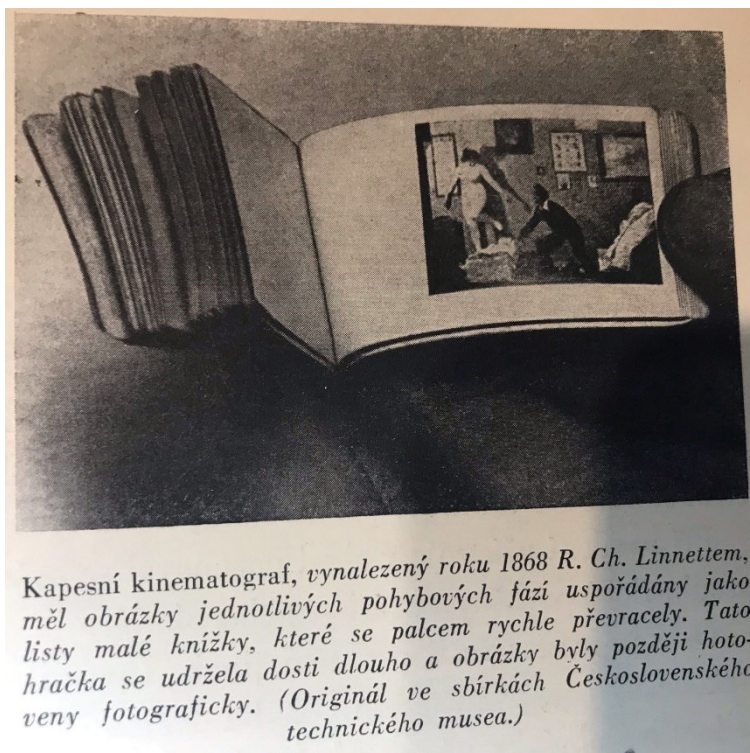 Kapesní kinematograf, vynalezený roku 1868 R. Ch. Linnettem,
měl obrázky jednotlivých pohybových fází uspořádány jako
listy malé knížky, které se palcem rychle převracely. Tato
hračka se udržela dosti dlouho a obrázky byly později hoto-
veny fotograficky. (Originál ve sbírkách Československého
technického musea.)